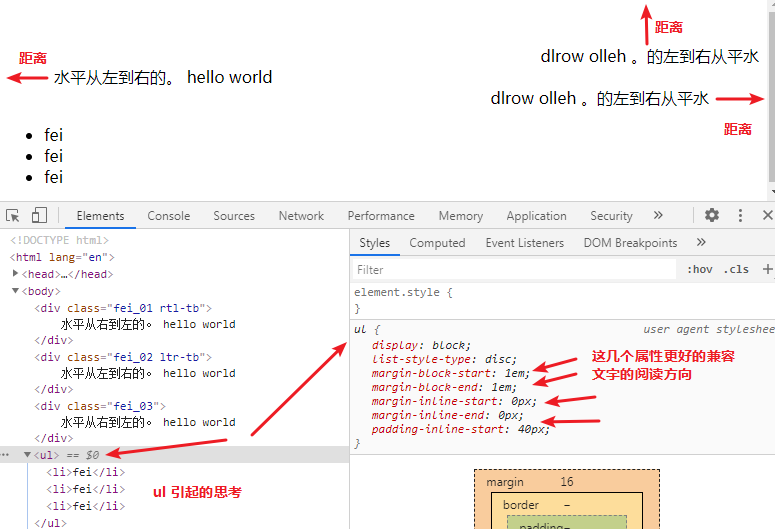 距离
dlrow olleh 。的左到右从平水
距离
水平从左到右的。 hello world
dlrow olleh 。的左到右从平水
距离
• fei
• fei
• fei
Elements Console Sources Network Performance Memory Application Security »
<!DOCTYPE html>
<html lang="en">
▶<head>…</head>
▼<body>
<div class="fei_01 rtl-tb">
水平从右到左的。 hello world
</div>
<div class="fei_02 ltr-tb">
水平从左到右的。 hello world
</div>
<div class="fei_03">
水平从左到右的。 hello world
</div>
… ▼<ul> == $0
<li>fei</li>
<li>fei</li>
<li>fei</li>
</ul>
ul 引起的思考
Styles Computed Event Listeners DOM Breakpoints »
Filter :hov .cls +
element.style {
}
ul { user agent styleshee
display: block;
list-style-type: disc;
margin-block-start: 1em;
margin-block-end: 1em;
margin-inline-start: 0px;
margin-inline-end: 0px;
padding-inline-start: 40px;
}
这几个属性更好的兼容
文字的阅读方向
margin 16
border –
padding–